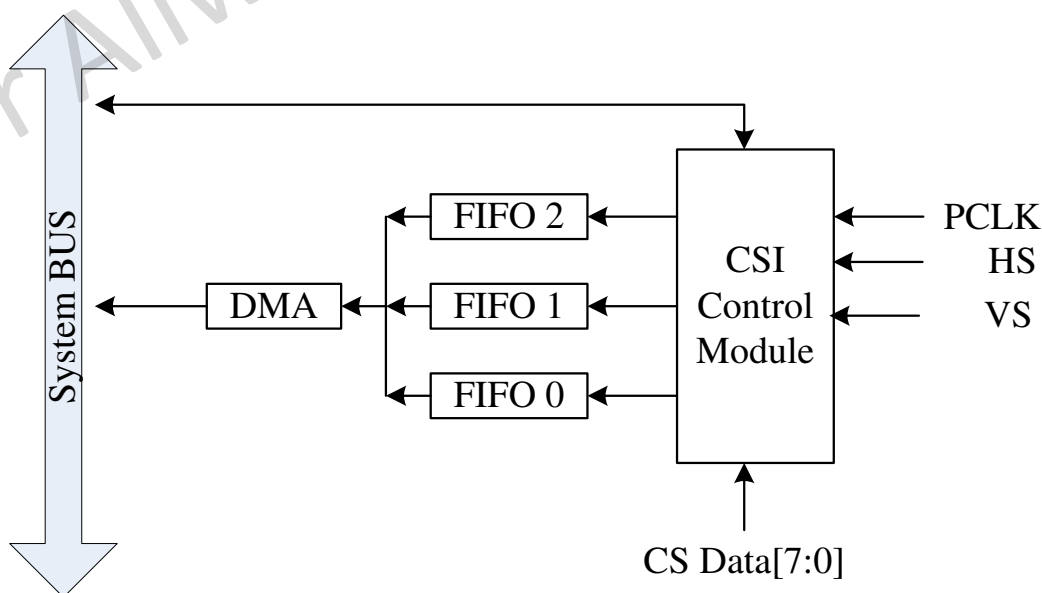 System BUS
DMA
FIFO 2
FIFO 1
FIFO 0
CSI
Control
Module
PCLK
HS
VS
CS Data[7:0]